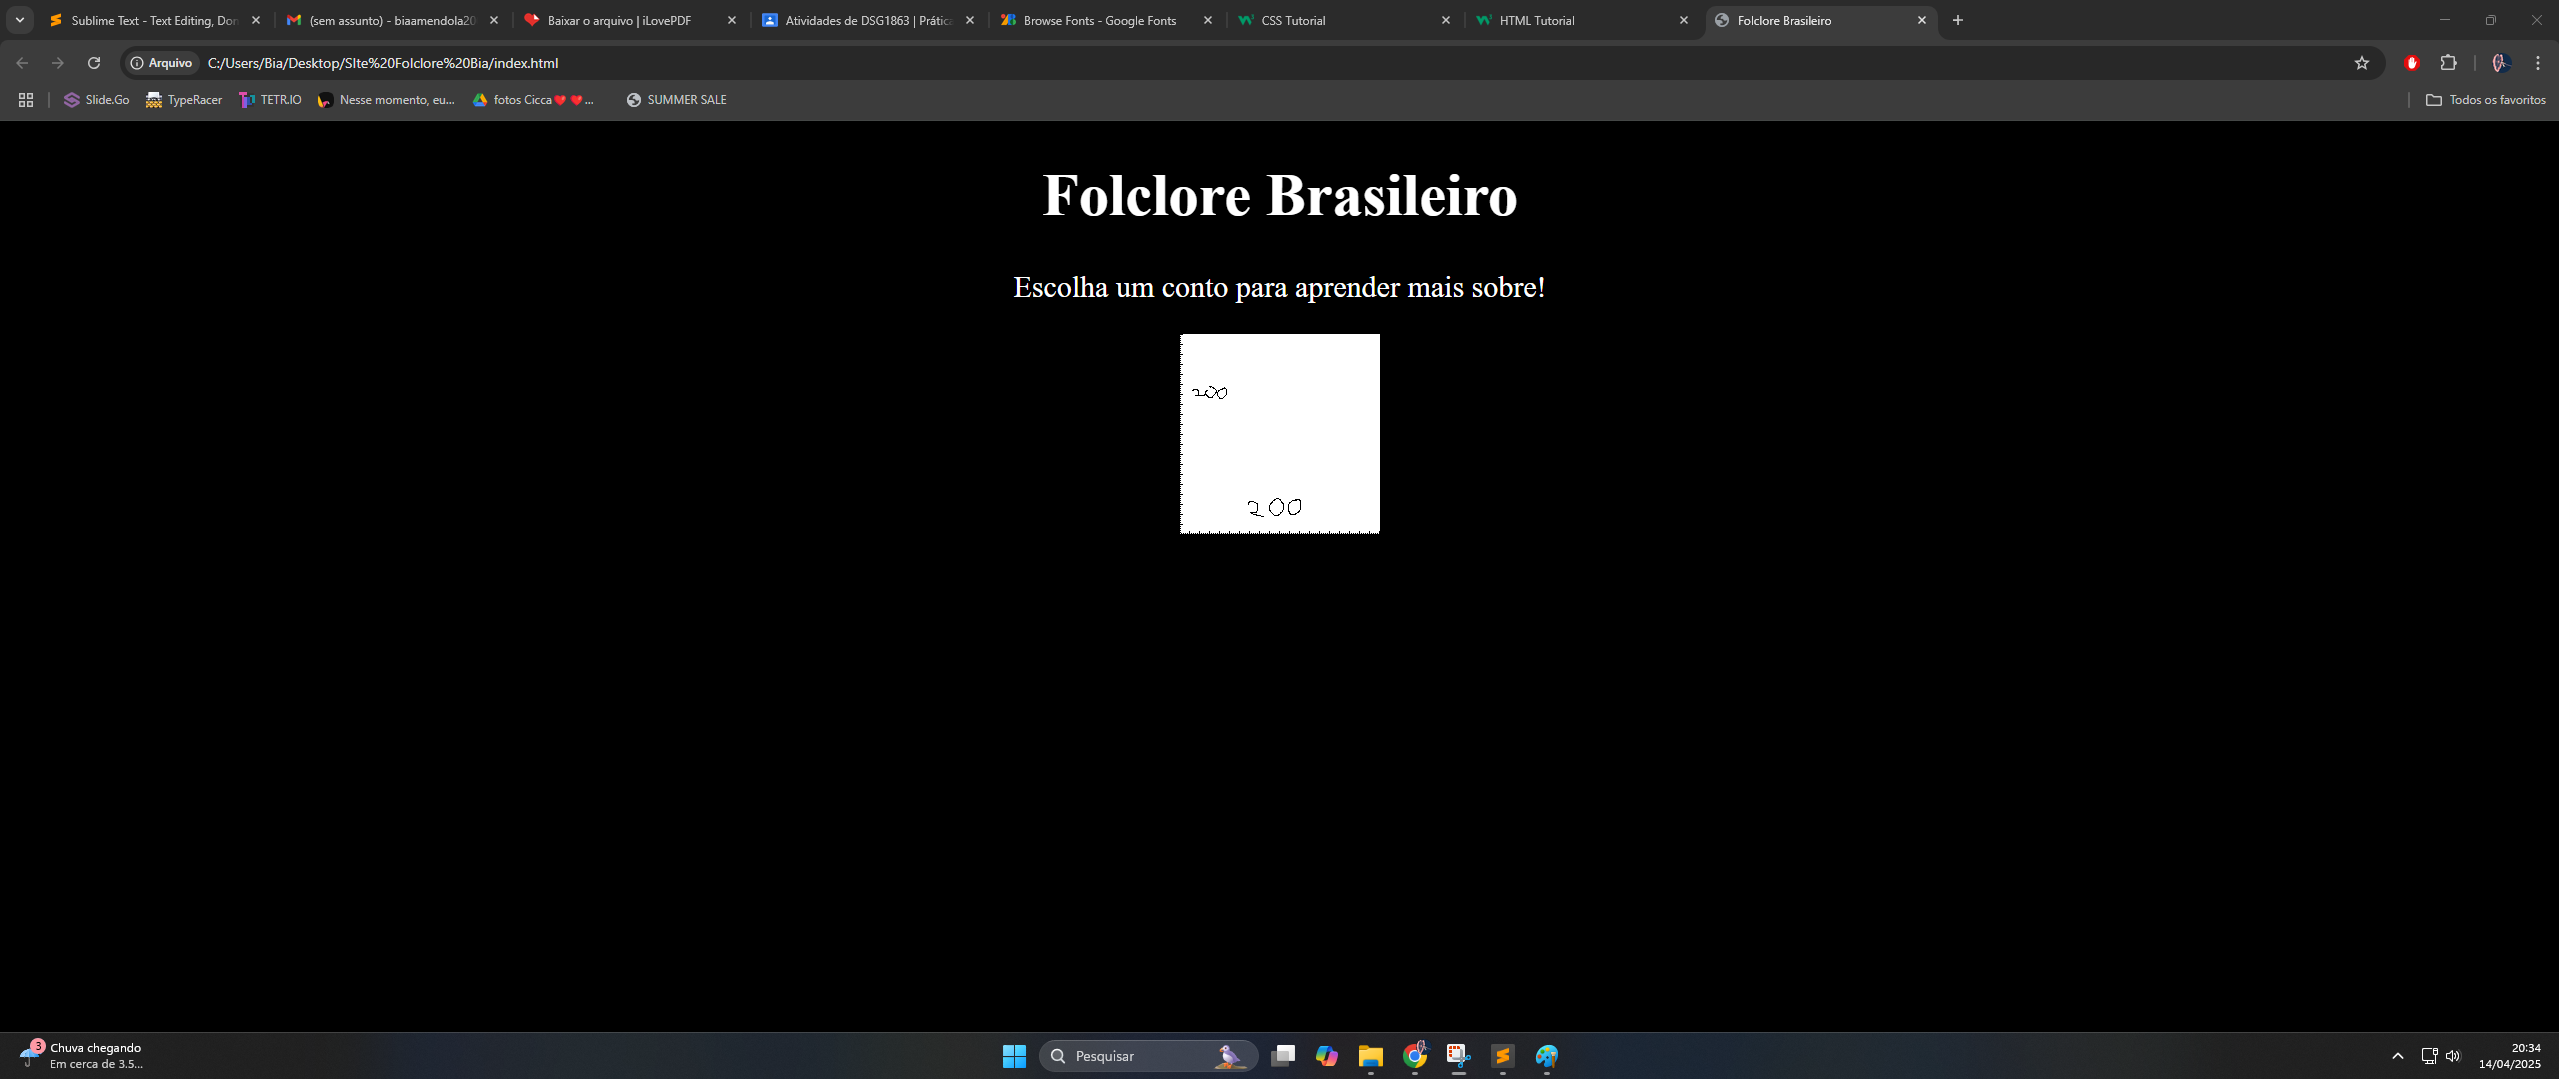 Sublime Text - Text Editing, Don
(sem assunto) - biaamendola20
Baixar o arquivo | iLovePDF
Atividades de DSG1863 | Prática
Browse Fonts - Google Fonts
CSS Tutorial
HTML Tutorial
Folclore Brasileiro
Arquivo
C:/Users/Bia/Desktop/SIte%20Folclore%20Bia/index.html
Slide.Go
TypeRacer
TETR.IO
Nesse momento, eu...
fotos Cicca❤️❤️...
SUMMER SALE
Todos os favoritos
Folclore Brasileiro
Escolha um conto para aprender mais sobre!
200
200
3
Chuva chegando
Em cerca de 3.5...
Pesquisar
20:34
14/04/2025